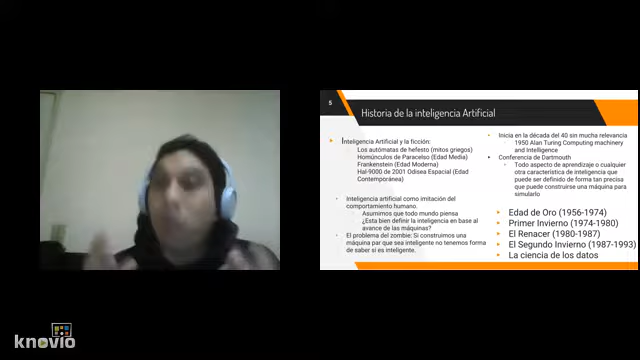 5
Historia de la inteligencia Artificial
Inteligencia Artificial y la ficción:
Los autómatas de hefesto (mitos griegos)
Homúnculos de Paracelso (Edad Media)
Frankenstein (Edad Moderna)
Hal-9000 de 2001 Odisea Espacial (Edad
Contemporánea)
Inteligencia artificial como imitación del
comportamiento humano.
Asumimos que todo mundo piensa
¿Esta bien definir la inteligencia en base al
avance de las máquinas?
El problema del zombie: Si construimos una
máquina par que sea inteligente no tenemos forma
de saber si es inteligente.
Inicia en la década del 40 sin mucha relevancia
1950 Alan Turing Computing machinery
and Intelligence
Conferencia de Dartmouth
Todo aspecto de aprendizaje o cualquier
otra característica de inteligencia que
puede ser definido de forma tan precisa
que puede construirse una máquina para
simularlo
Edad de Oro (1956-1974)
Primer Invierno (1974-1980)
El Renacer (1980-1987)
El Segundo Invierno (1987-1993)
La ciencia de los datos
knovio